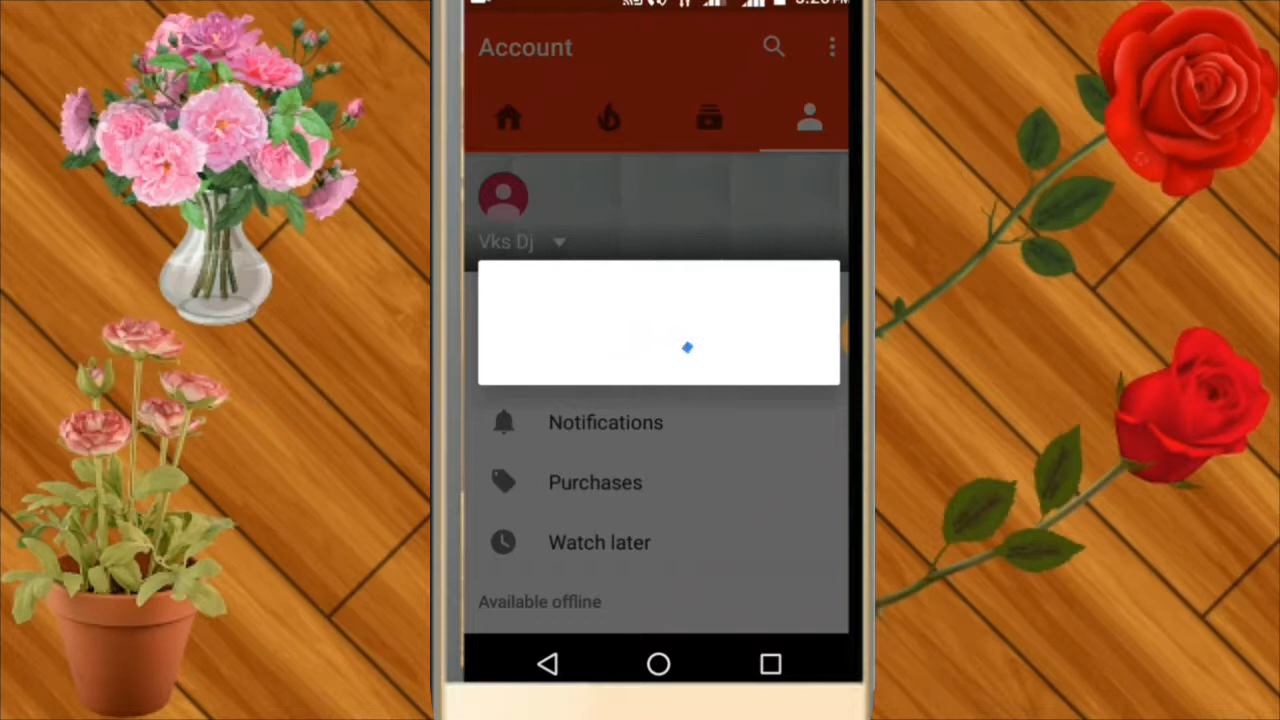 Account
Vks Dj
Notifications
Purchases
Watch later
Available offline